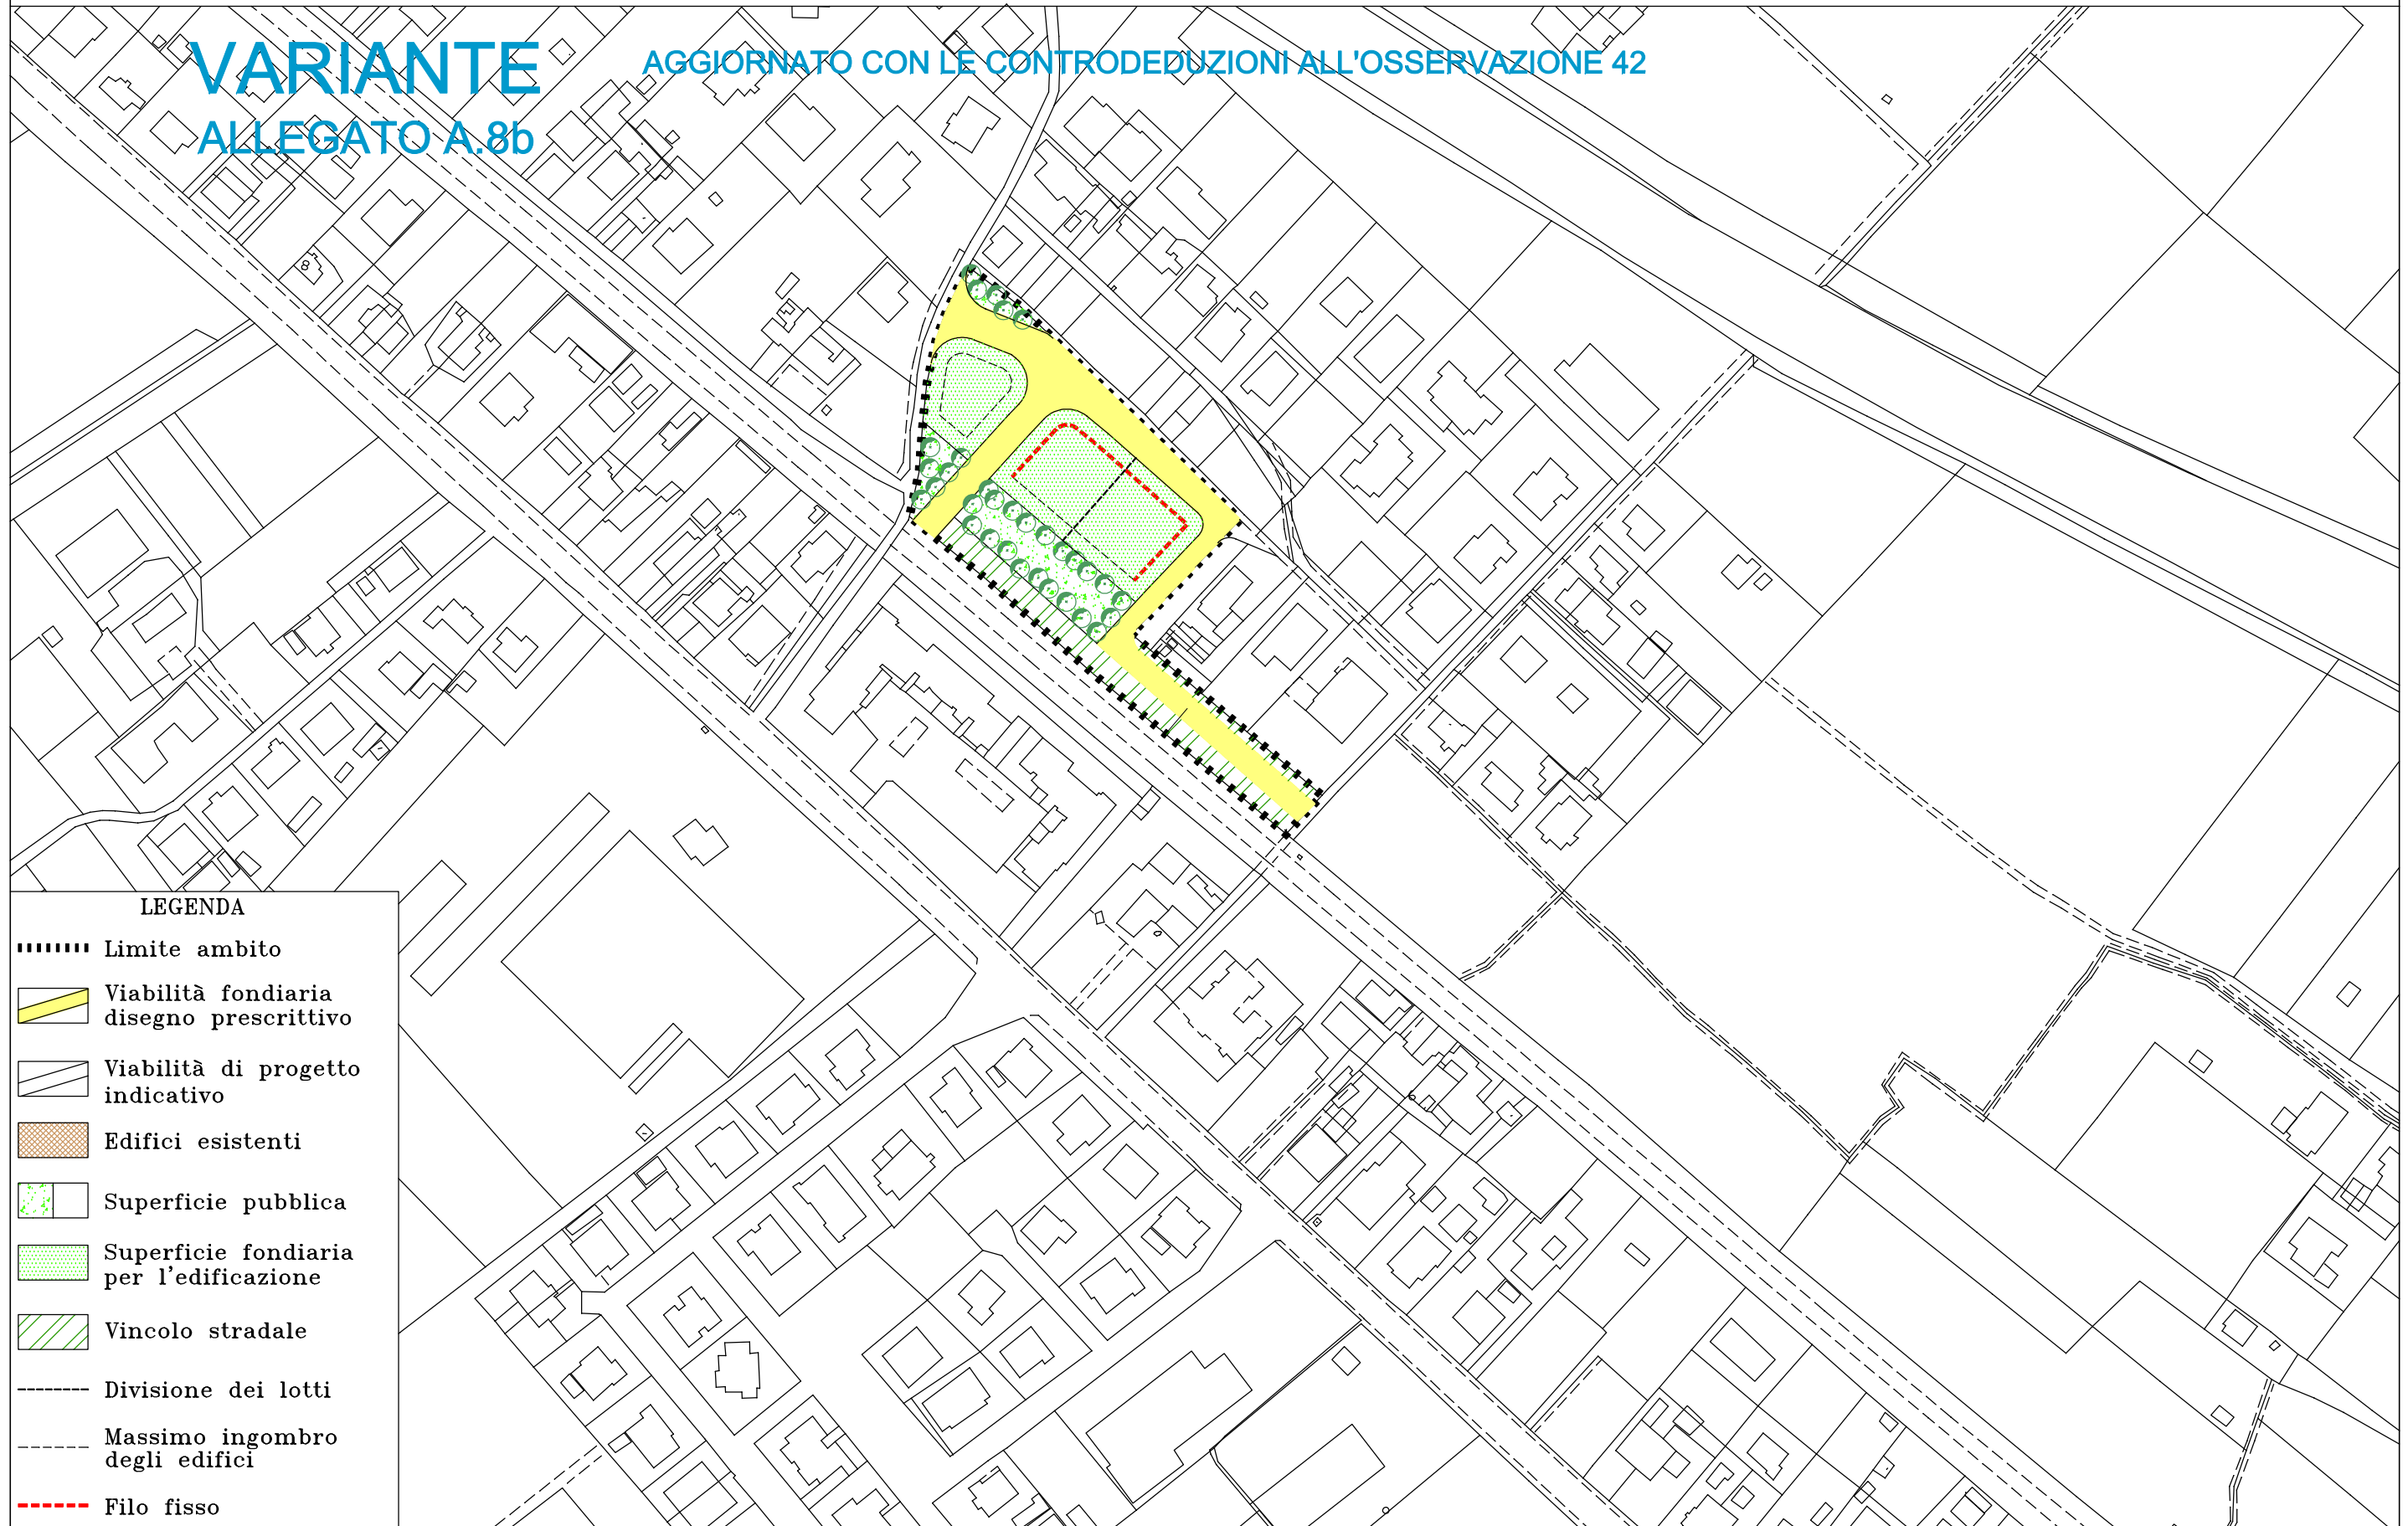 VARIANTE
AGGIORNATO CON LE CONTRODEDUZIONI ALL'OSSERVAZIONE 42
ALLEGATO A.8b
8
6
LEGENDA
Limite ambito
Viabilità fondiaria
disegno prescrittivo
Viabilità di progetto
indicativo
Edifici esistenti
Superficie pubblica
Superficie fondiaria
per l'edificazione
Vincolo stradale
Divisione dei lotti
Massimo ingombro
degli edifici
Filo fisso